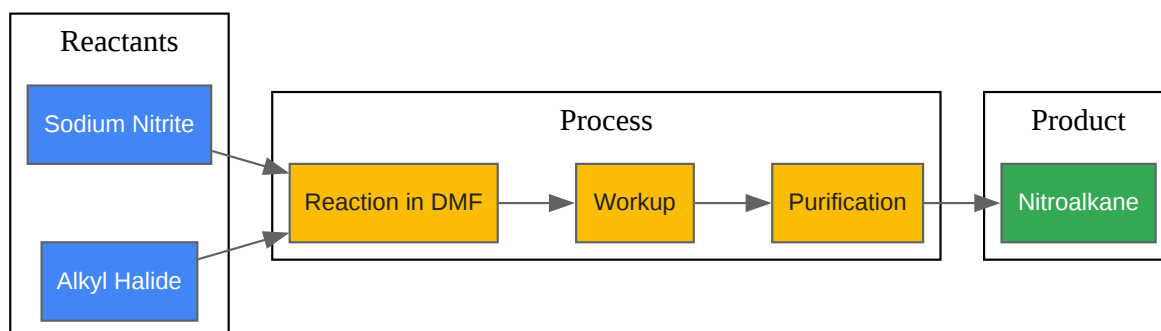 Reactants
Sodium Nitrite
Alkyl Halide
Process
Reaction in DMF
Workup
Purification
Product
Nitroalkane